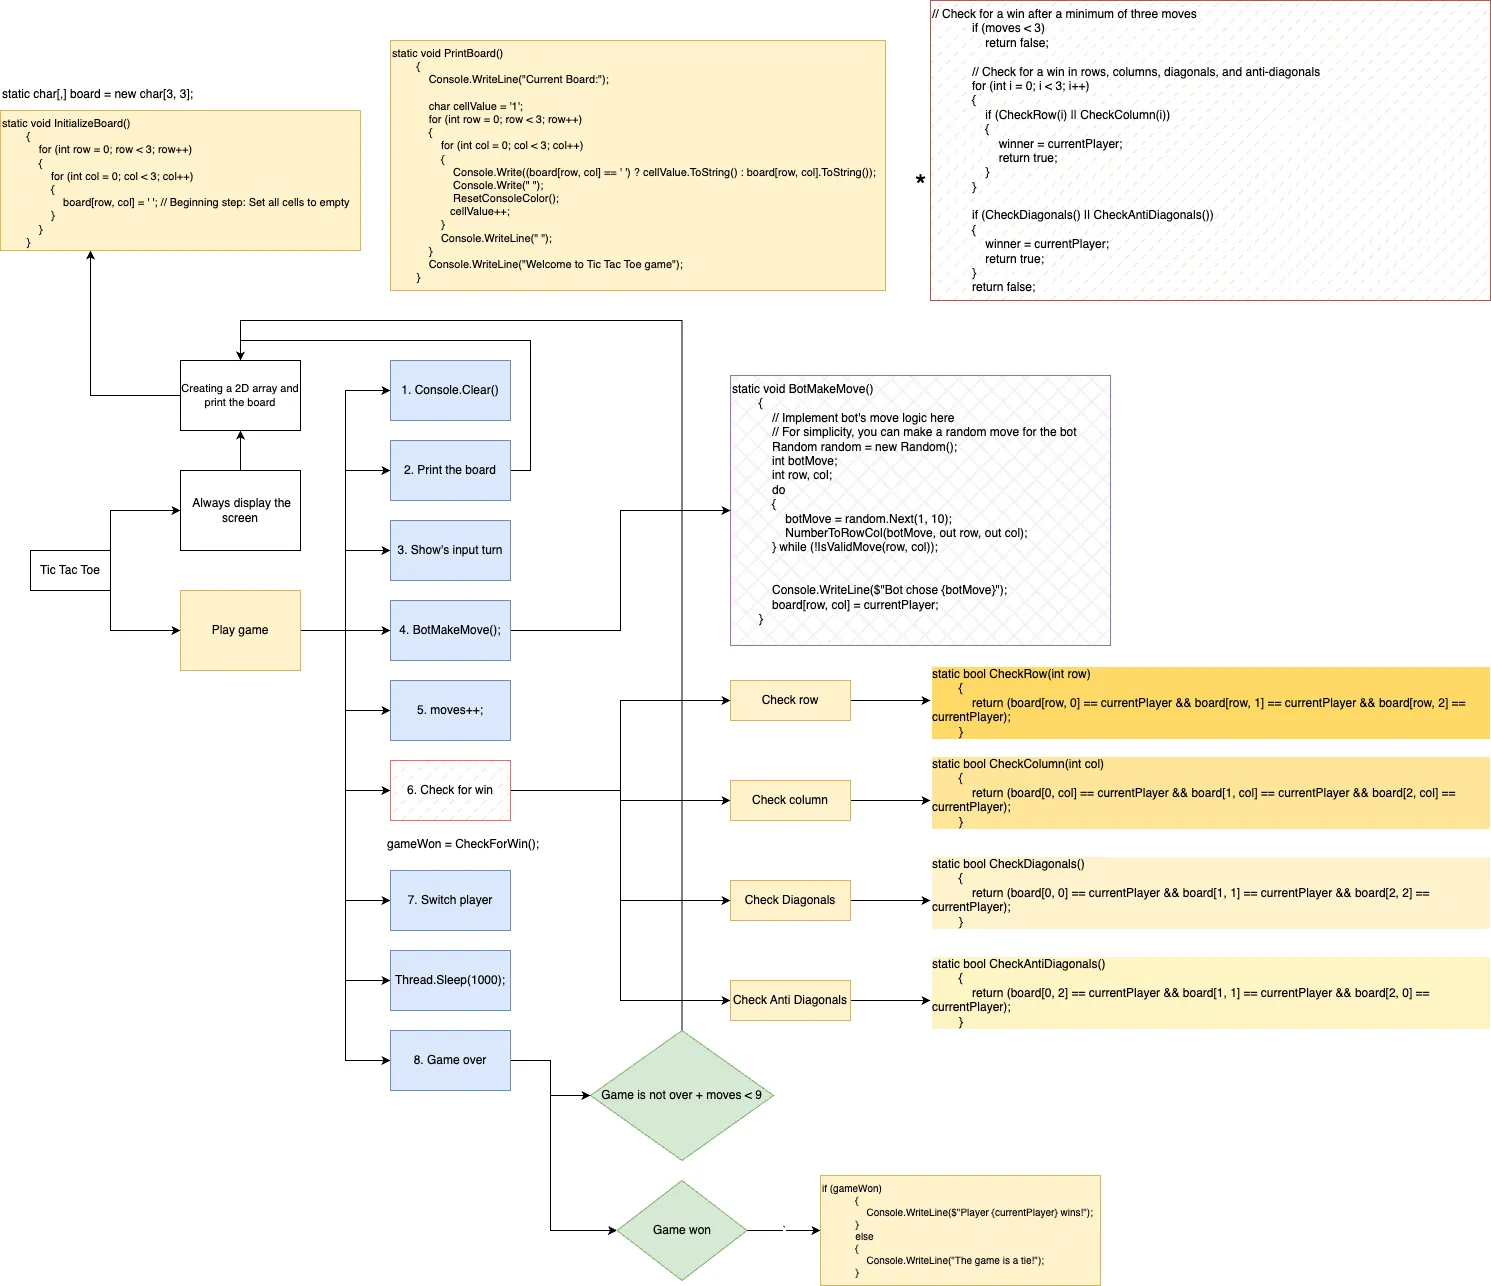 static char[,] board = new char[3, 3];
static void InitializeBoard()
{
for (int row = 0; row < 3; row++)
{
for (int col = 0; col < 3; col++)
{
board[row, col] = ' '; // Beginning step: Set all cells to empty
}
}
}
static void PrintBoard()
{
Console.WriteLine("Current Board:");
char cellValue = '1';
for (int row = 0; row < 3; row++)
{
for (int col = 0; col < 3; col++)
{
Console.Write((board[row, col] == ' ') ? cellValue.ToString() : board[row, col].ToString());
Console.Write(" ");
ResetConsoleColor();
cellValue++;
}
Console.WriteLine(" ");
}
Console.WriteLine("Welcome to Tic Tac Toe game");
}
*
// Check for a win after a minimum of three moves
if (moves < 3)
return false;
// Check for a win in rows, columns, diagonals, and anti-diagonals
for (int i = 0; i < 3; i++)
{
if (CheckRow(i) || CheckColumn(i))
{
winner = currentPlayer;
return true;
}
}
if (CheckDiagonals() || CheckAntiDiagonals())
{
winner = currentPlayer;
return true;
}
return false;
Creating a 2D array and
print the board
Always display the
screen
Tic Tac Toe
Play game
1. Console.Clear()
2. Print the board
3. Show's input turn
4. BotMakeMove();
5. moves++;
6. Check for win
gameWon = CheckForWin();
7. Switch player
Thread.Sleep(1000);
8. Game over
static void BotMakeMove()
{
// Implement bot's move logic here
// For simplicity, you can make a random move for the bot
Random random = new Random();
int botMove;
int row, col;
do
{
botMove = random.Next(1, 10);
NumberToRowCol(botMove, out row, out col);
} while (!IsValidMove(row, col));
Console.WriteLine($"Bot chose {botMove}");
board[row, col] = currentPlayer;
}
Check row
static bool CheckRow(int row)
{
return (board[row, 0] == currentPlayer && board[row, 1] == currentPlayer && board[row, 2] ==
currentPlayer);
}
Check column
static bool CheckColumn(int col)
{
return (board[0, col] == currentPlayer && board[1, col] == currentPlayer && board[2, col] ==
currentPlayer);
}
Check Diagonals
static bool CheckDiagonals()
{
return (board[0, 0] == currentPlayer && board[1, 1] == currentPlayer && board[2, 2] ==
currentPlayer);
}
Check Anti Diagonals
static bool CheckAntiDiagonals()
{
return (board[0, 2] == currentPlayer && board[1, 1] == currentPlayer && board[2, 0] ==
currentPlayer);
}
Game is not over + moves < 9
Game won
`
if (gameWon)
{
Console.WriteLine($"Player {currentPlayer} wins!");
}
else
{
Console.WriteLine("The game is a tie!");
}